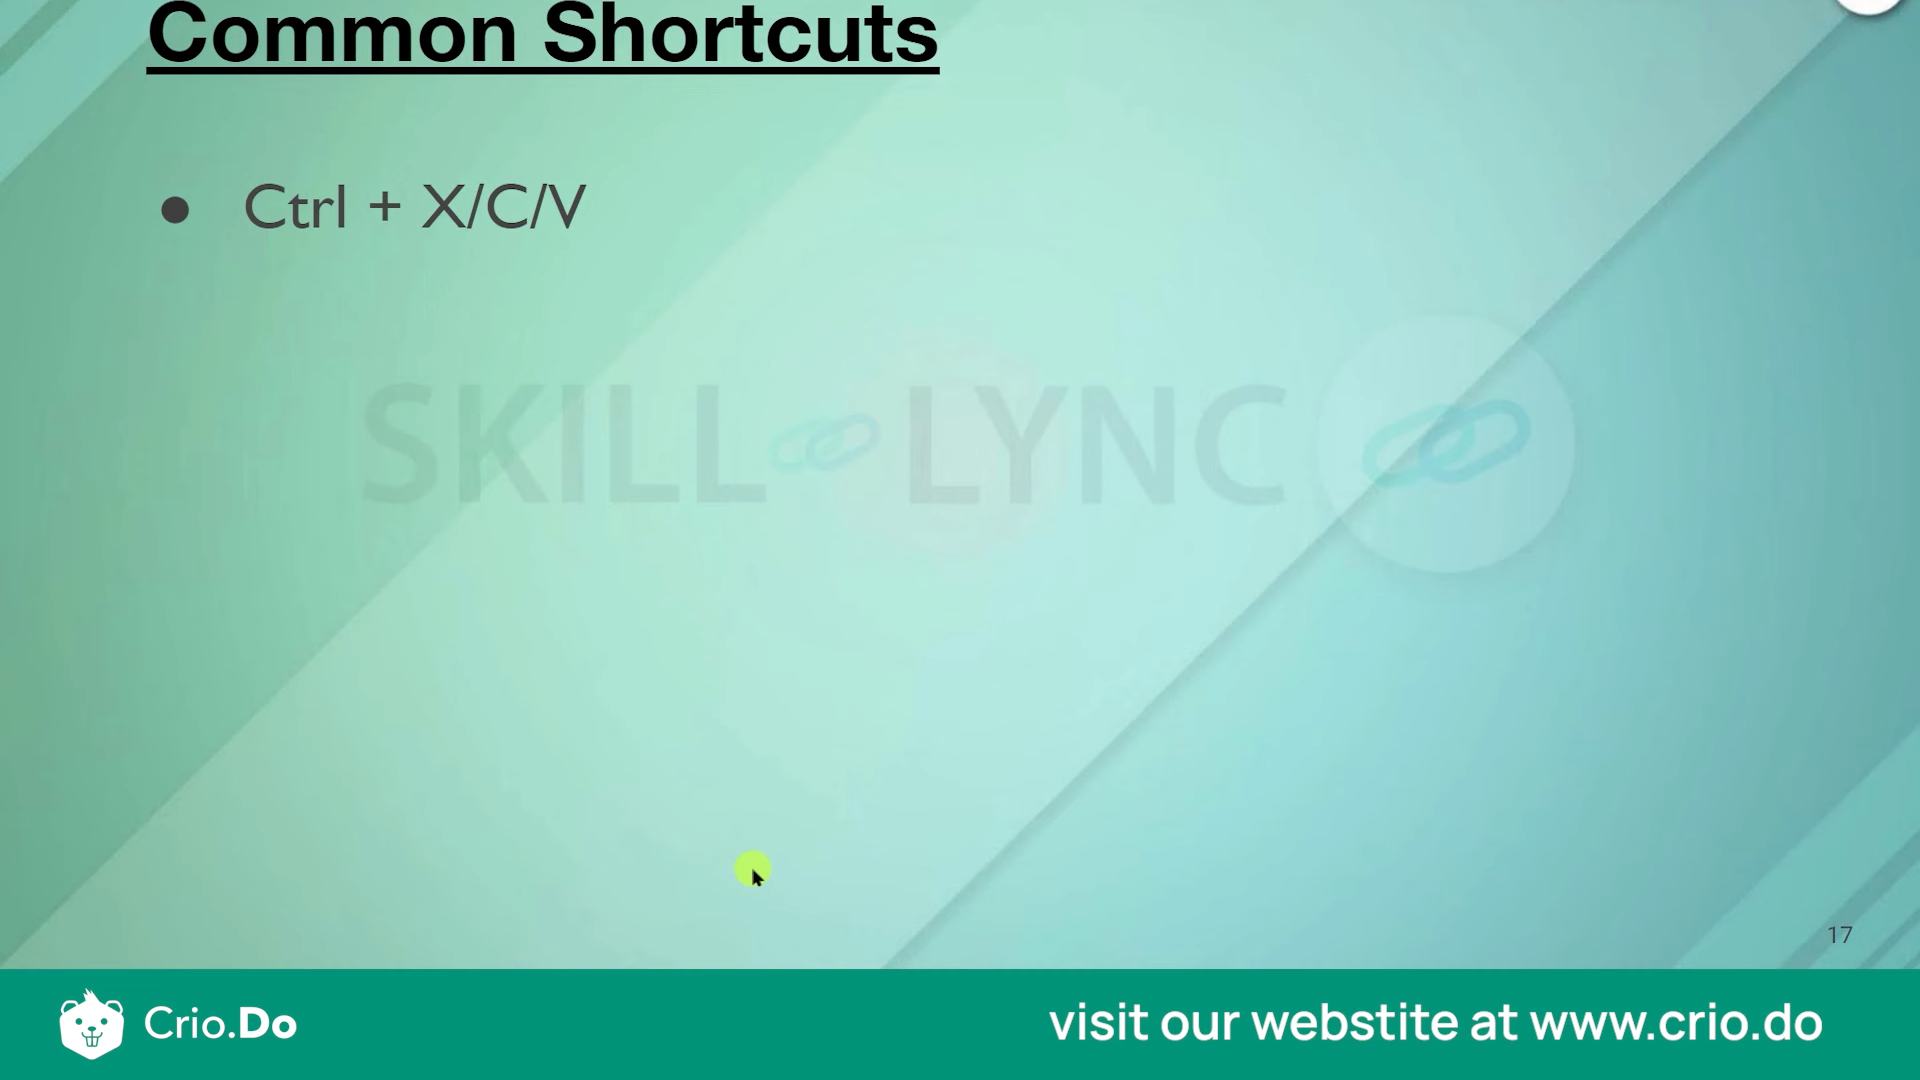 Common Shortcuts
● Ctrl + X/C/V
SKILL LYNC
17
Crio.Do
visit our webstite at www.crio.do